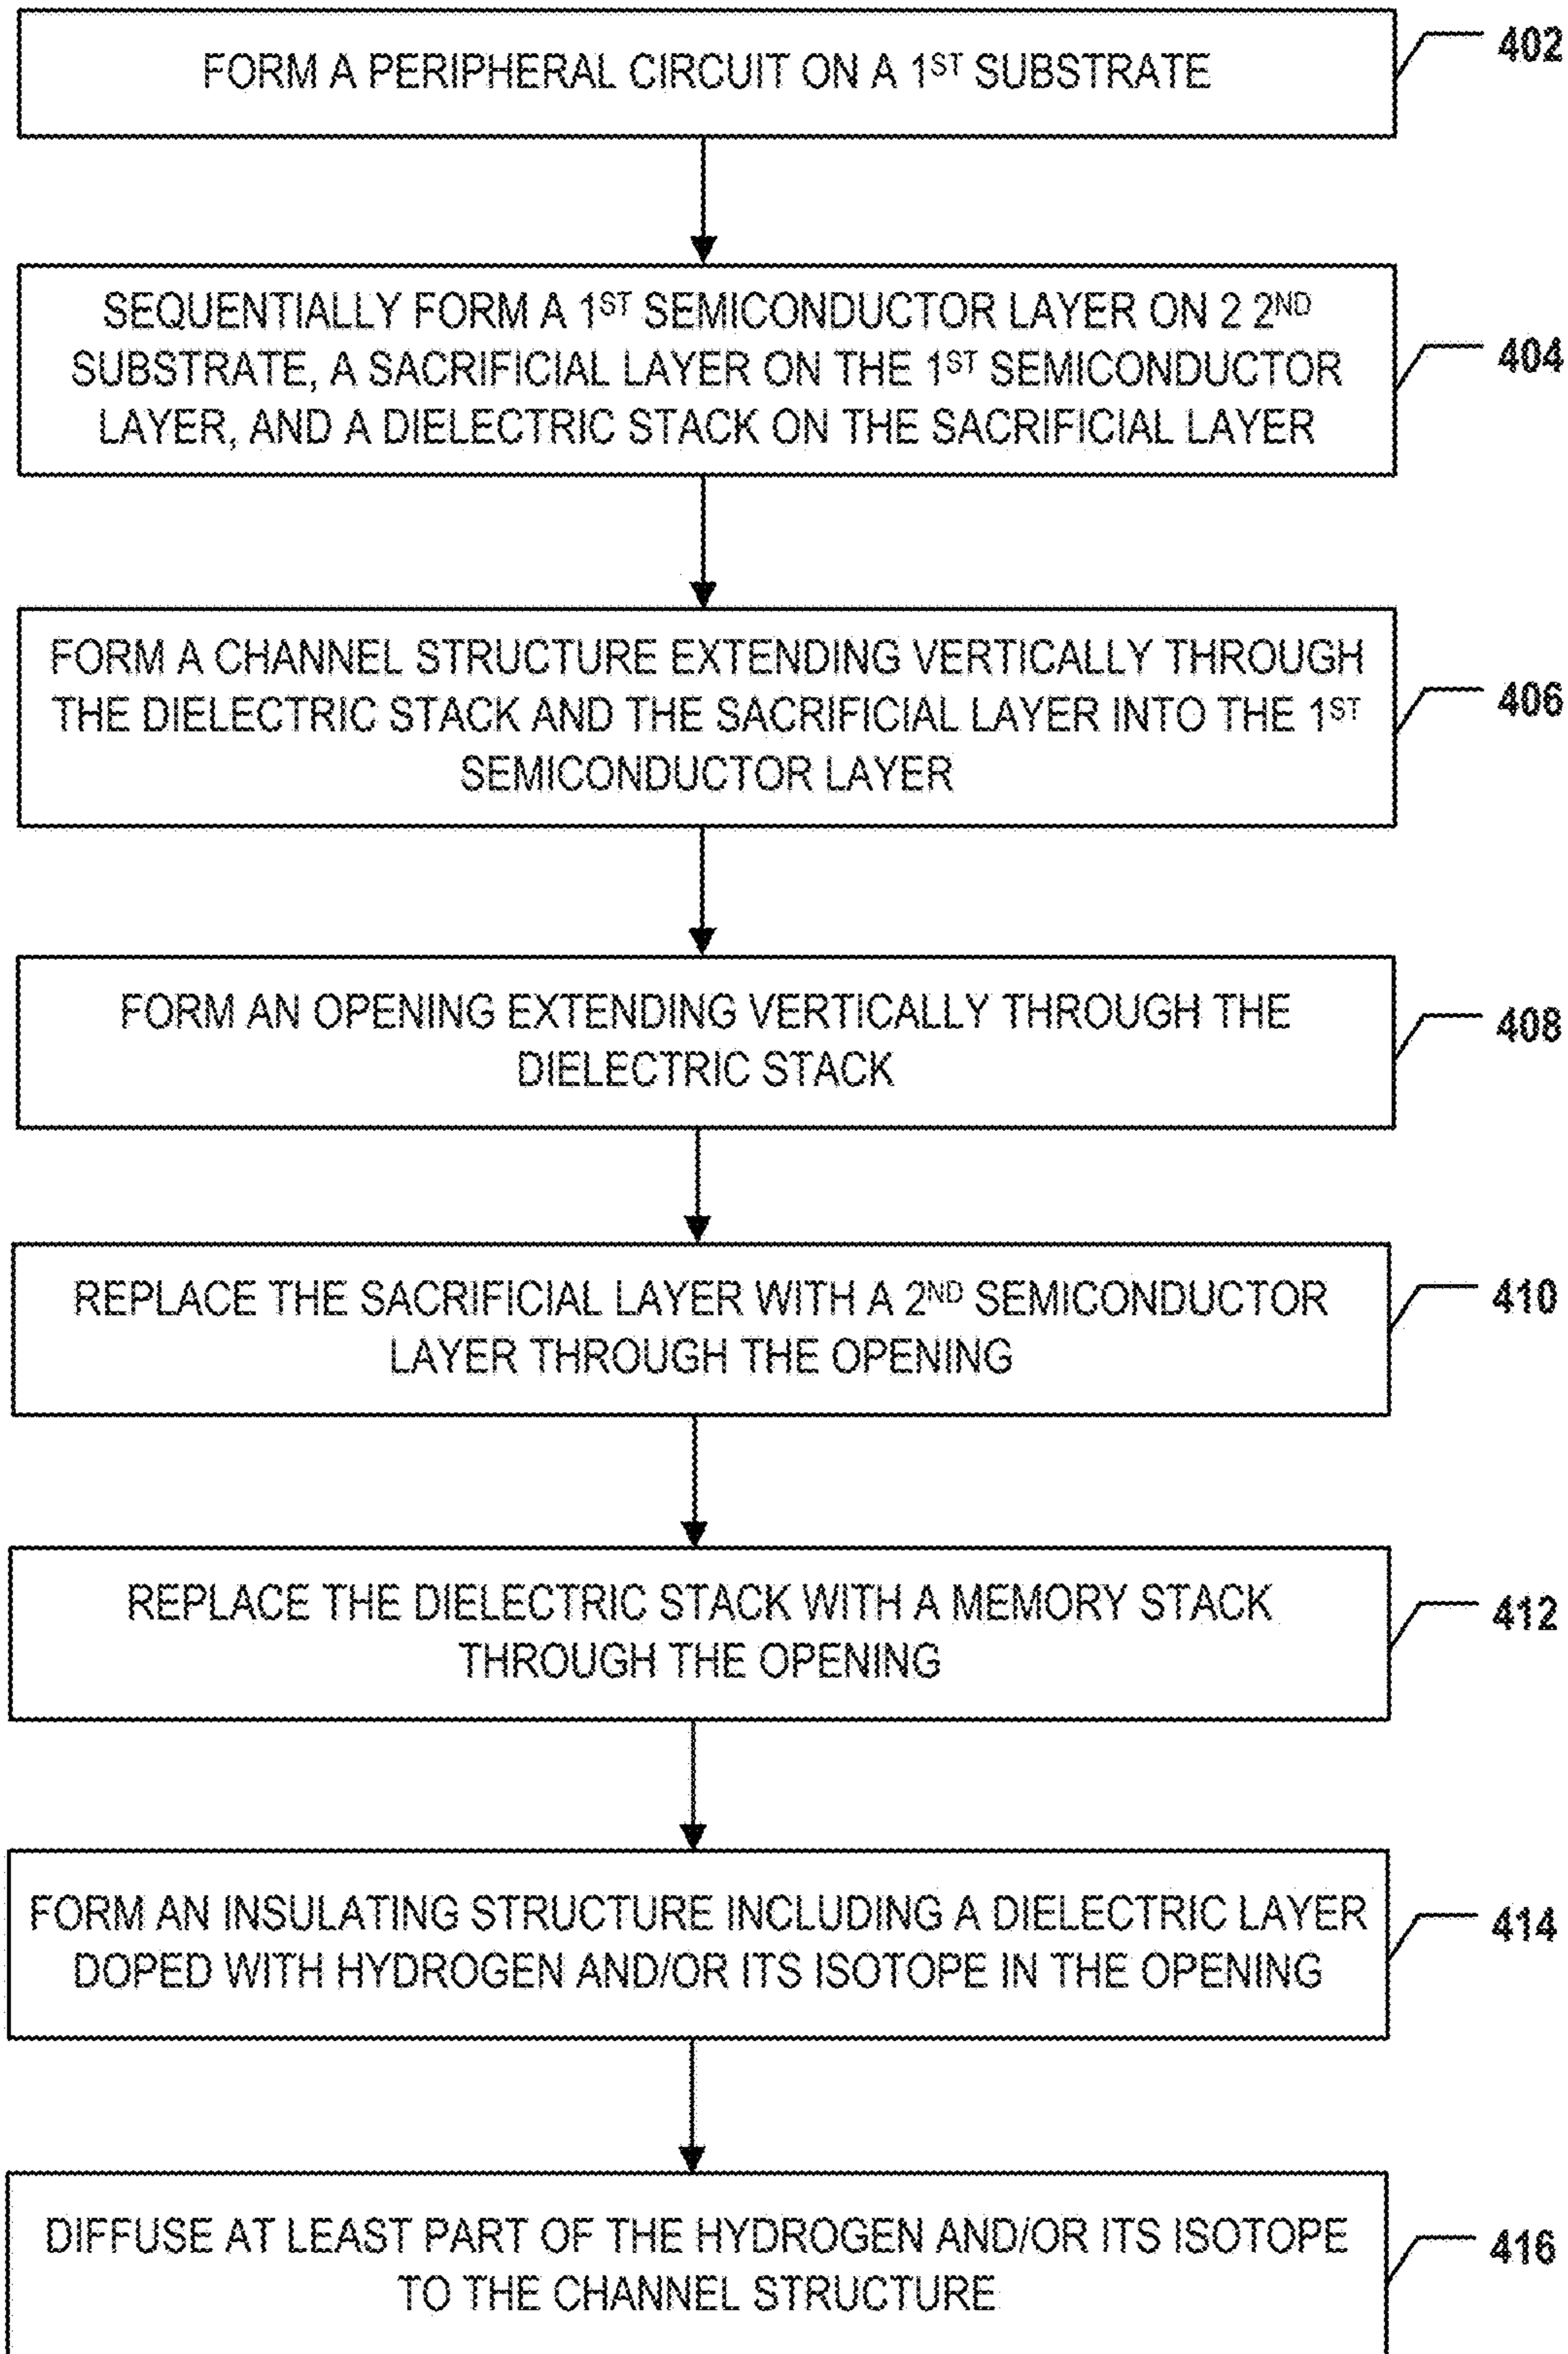 FORM A PERIPHERAL CIRCUIT ON A 1ST SUBSTRATE
402
SEQUENTIALLY FORM A 1ST SEMICONDUCTOR LAYER ON 2 2ND
SUBSTRATE, A SACRIFICIAL LAYER ON THE 1ST SEMICONDUCTOR
LAYER, AND A DIELECTRIC STACK ON THE SACRIFICIAL LAYER
404
FORM A CHANNEL STRUCTURE EXTENDING VERTICALLY THROUGH
THE DIELECTRIC STACK AND THE SACRIFICIAL LAYER INTO THE 1ST
SEMICONDUCTOR LAYER
406
FORM AN OPENING EXTENDING VERTICALLY THROUGH THE
DIELECTRIC STACK
408
REPLACE THE SACRIFICIAL LAYER WITH A 2ND SEMICONDUCTOR
LAYER THROUGH THE OPENING
410
REPLACE THE DIELECTRIC STACK WITH A MEMORY STACK
THROUGH THE OPENING
412
FORM AN INSULATING STRUCTURE INCLUDING A DIELECTRIC LAYER
DOPED WITH HYDROGEN AND/OR ITS ISOTOPE IN THE OPENING
414
DIFFUSE AT LEAST PART OF THE HYDROGEN AND/OR ITS ISOTOPE
TO THE CHANNEL STRUCTURE
416